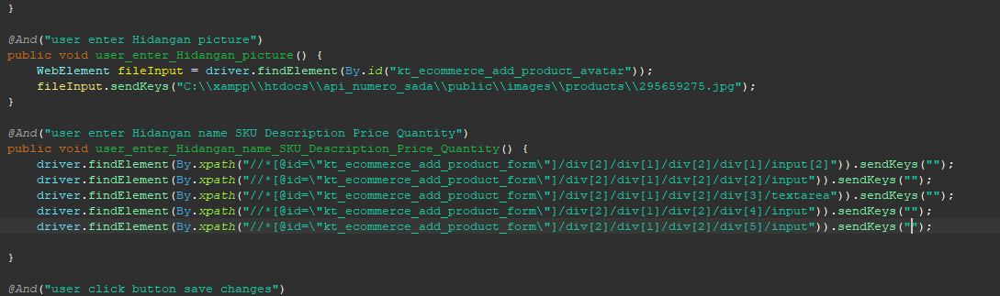 }
@And("user enter Hidangan picture")
public void user_enter_Hidangan_picture() {
    WebElement fileInput = driver.findElement(By.id("kt_ecommerce_add_product_avatar"));
    fileInput.sendKeys("C:\\xampp\\htdocs\\api_numero_sada\\public\\images\\products\\295659275.jpg");
}
@And("user enter Hidangan name SKU Description Price Quantity")
public void user_enter_Hidangan_name_SKU_Description_Price_Quantity() {
    driver.findElement(By.xpath("//*[@id=\"kt_ecommerce_add_product_form\"]/div[2]/div[1]/div[2]/div[1]/input[2]")).sendKeys("");
    driver.findElement(By.xpath("//*[@id=\"kt_ecommerce_add_product_form\"]/div[2]/div[1]/div[2]/div[2]/input")).sendKeys("");
    driver.findElement(By.xpath("//*[@id=\"kt_ecommerce_add_product_form\"]/div[2]/div[1]/div[2]/div[3]/textarea")).sendKeys("");
    driver.findElement(By.xpath("//*[@id=\"kt_ecommerce_add_product_form\"]/div[2]/div[1]/div[2]/div[4]/input")).sendKeys("");
    driver.findElement(By.xpath("//*[@id=\"kt_ecommerce_add_product_form\"]/div[2]/div[1]/div[2]/div[5]/input")).sendKeys("");
}
@And("user click button save changes")